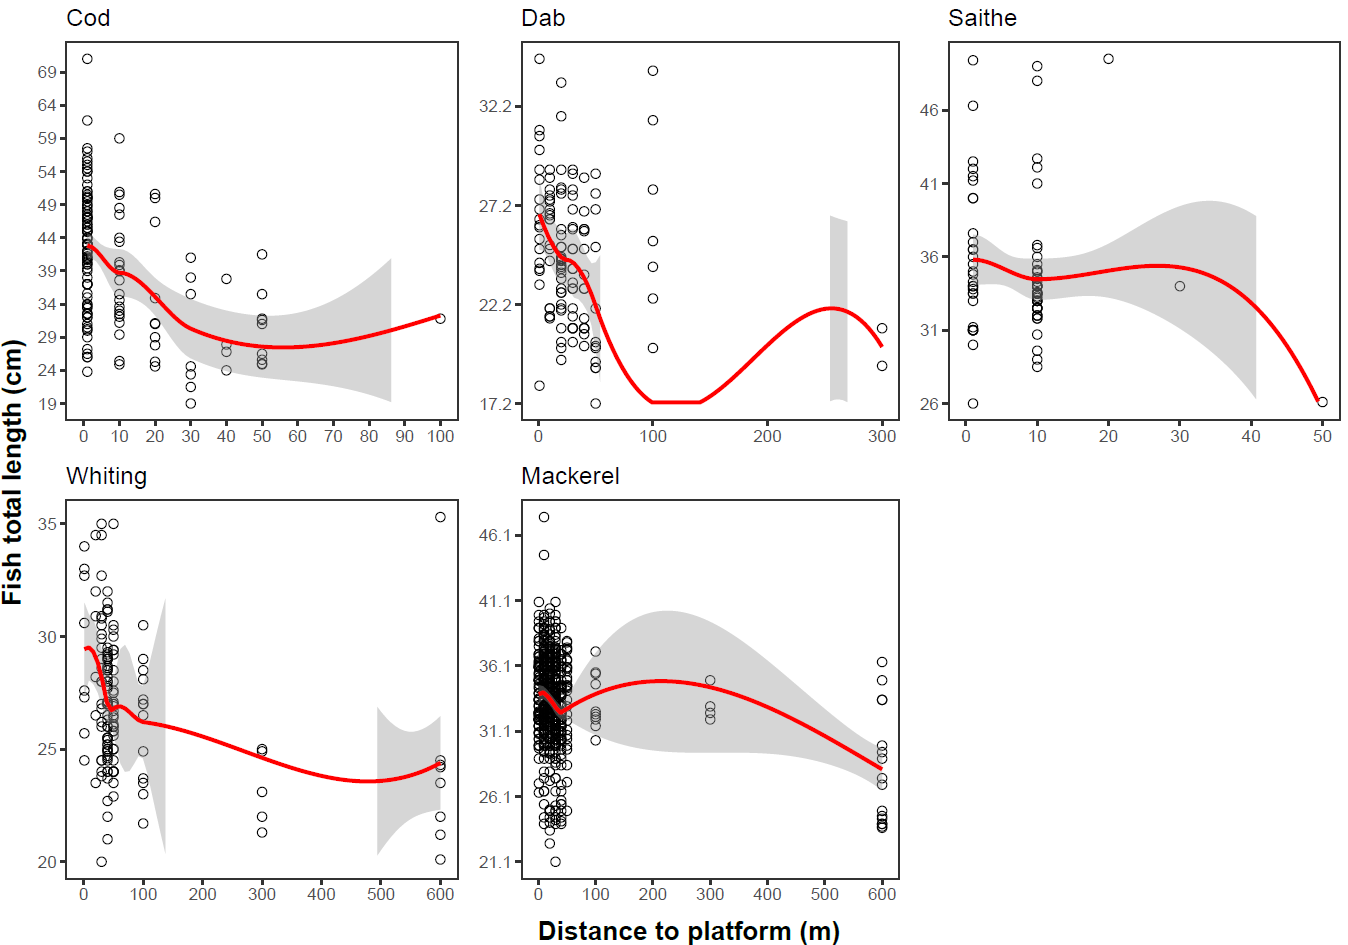 Cod
Dab
Saithe
69
64
59
54
49
44
39
34
29
24
19
0 10 20 30 40 50 60 70 80 90 100
32.2
27.2
22.2
17.2
0 100 200 300
46
41
36
31
26
0 10 20 30 40 50
Fish total length (cm)
Whiting
Mackerel
35
30
25
20
0 100 200 300 400 500 600
46.1
41.1
36.1
31.1
26.1
21.1
0 100 200 300 400 500 600
Distance to platform (m)